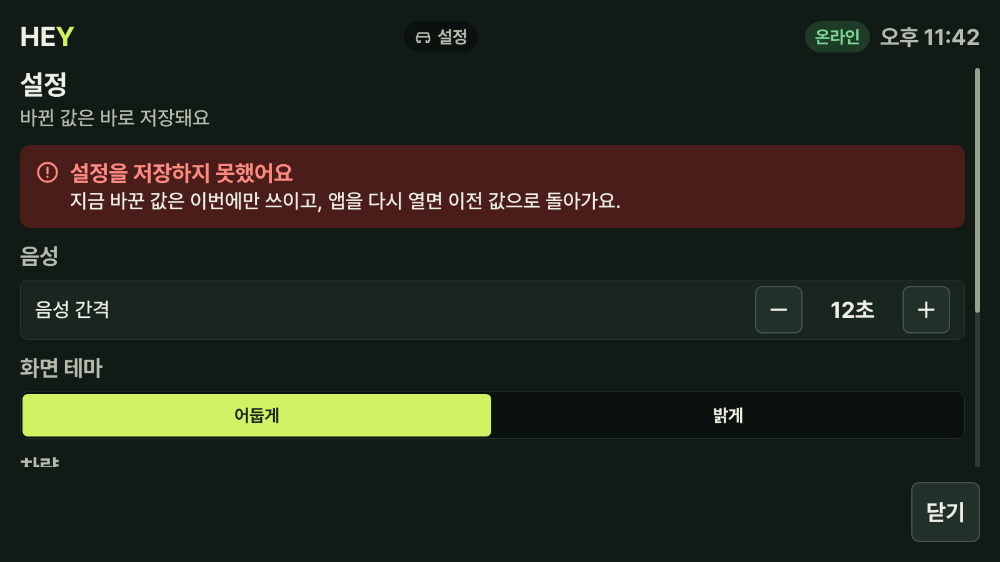 HEY
설정
온라인 오후 11:42
설정
바뀐 값은 바로 저장돼요
설정을 저장하지 못했어요
지금 바꾼 값은 이번에만 쓰이고, 앱을 다시 열면 이전 값으로 돌아가요.
음성
음성 간격
12초
화면 테마
어둡게
밝게
닫기